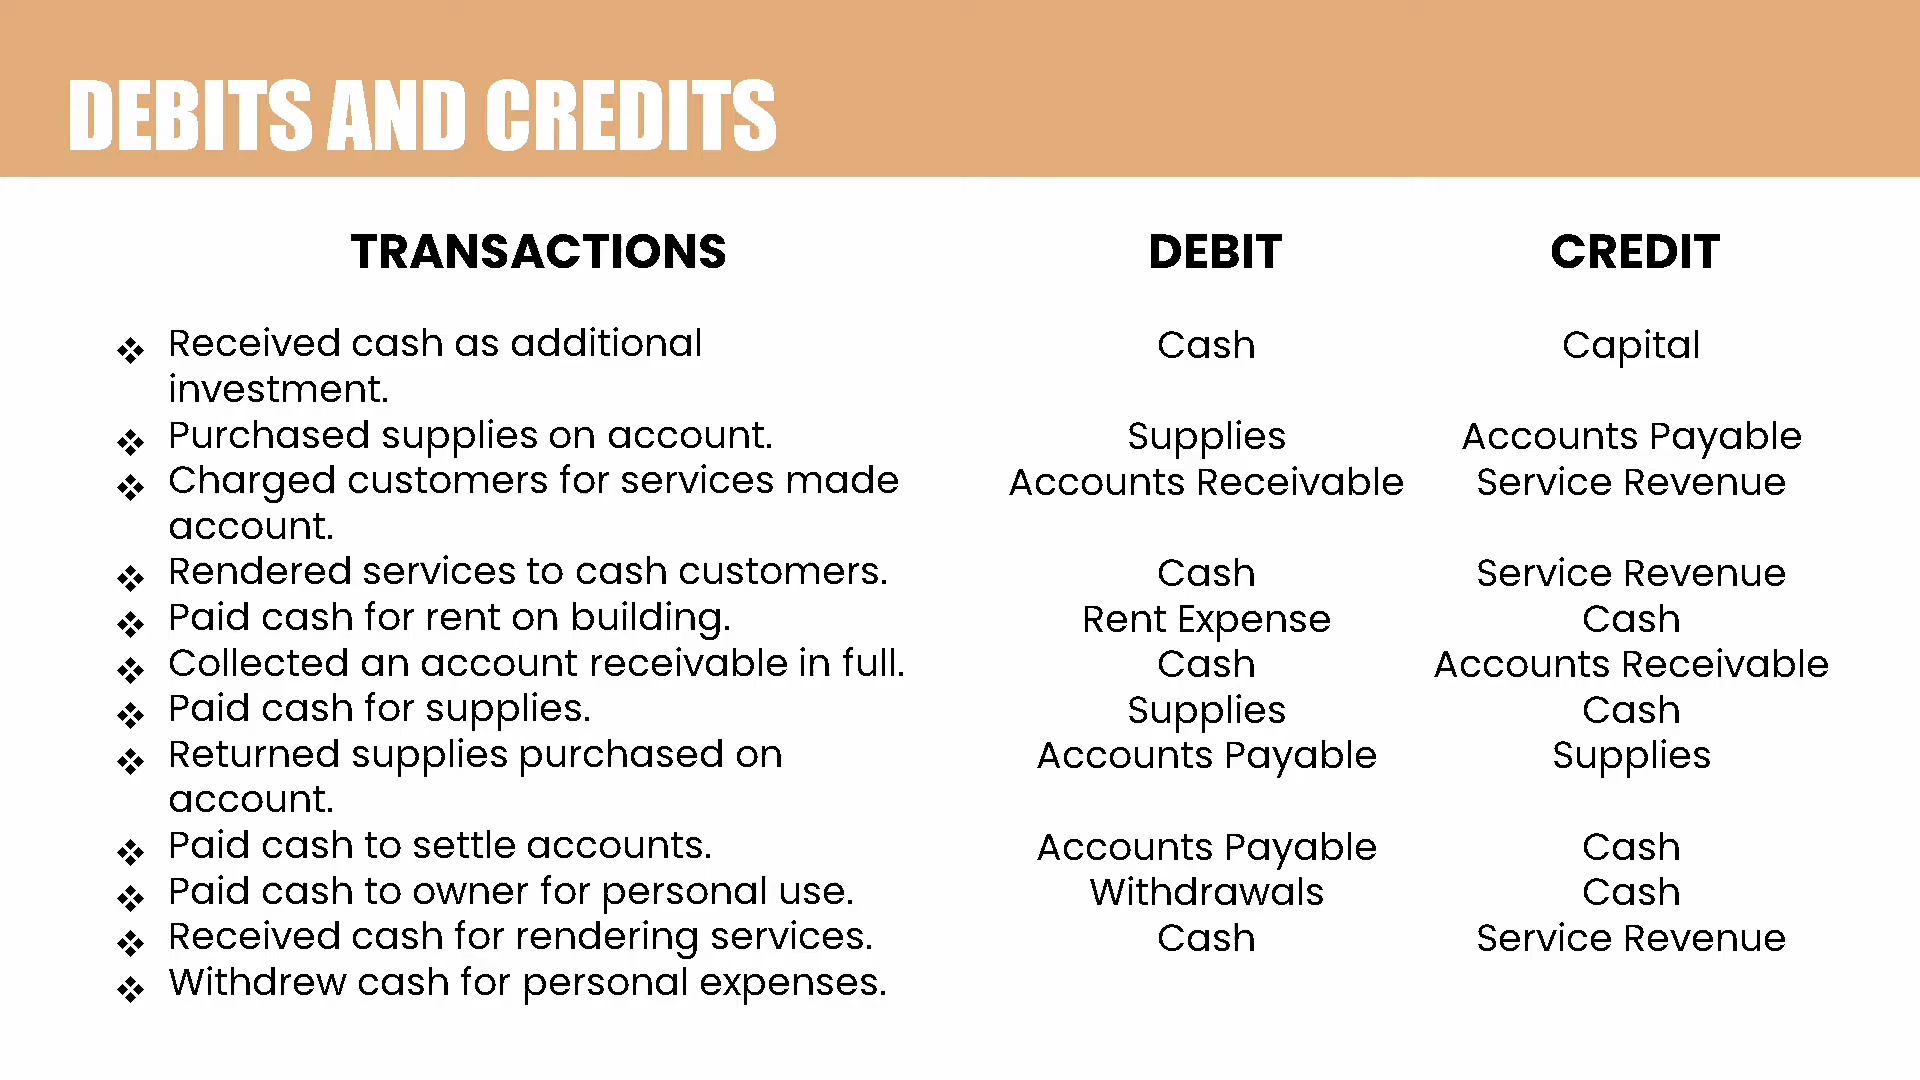 DEBITS AND CREDITS
TRANSACTIONS DEBIT CREDIT
❖ Received cash as additional Cash Capital
investment.
❖ Purchased supplies on account. Supplies Accounts Payable
❖ Charged customers for services made Accounts Receivable Service Revenue
account.
❖ Rendered services to cash customers. Cash Service Revenue
❖ Paid cash for rent on building. Rent Expense Cash
❖ Collected an account receivable in full. Cash Accounts Receivable
❖ Paid cash for supplies. Supplies Cash
❖ Returned supplies purchased on Accounts Payable Supplies
account.
❖ Paid cash to settle accounts. Accounts Payable Cash
❖ Paid cash to owner for personal use. Withdrawals Cash
❖ Received cash for rendering services. Cash Service Revenue
❖ Withdrew cash for personal expenses.